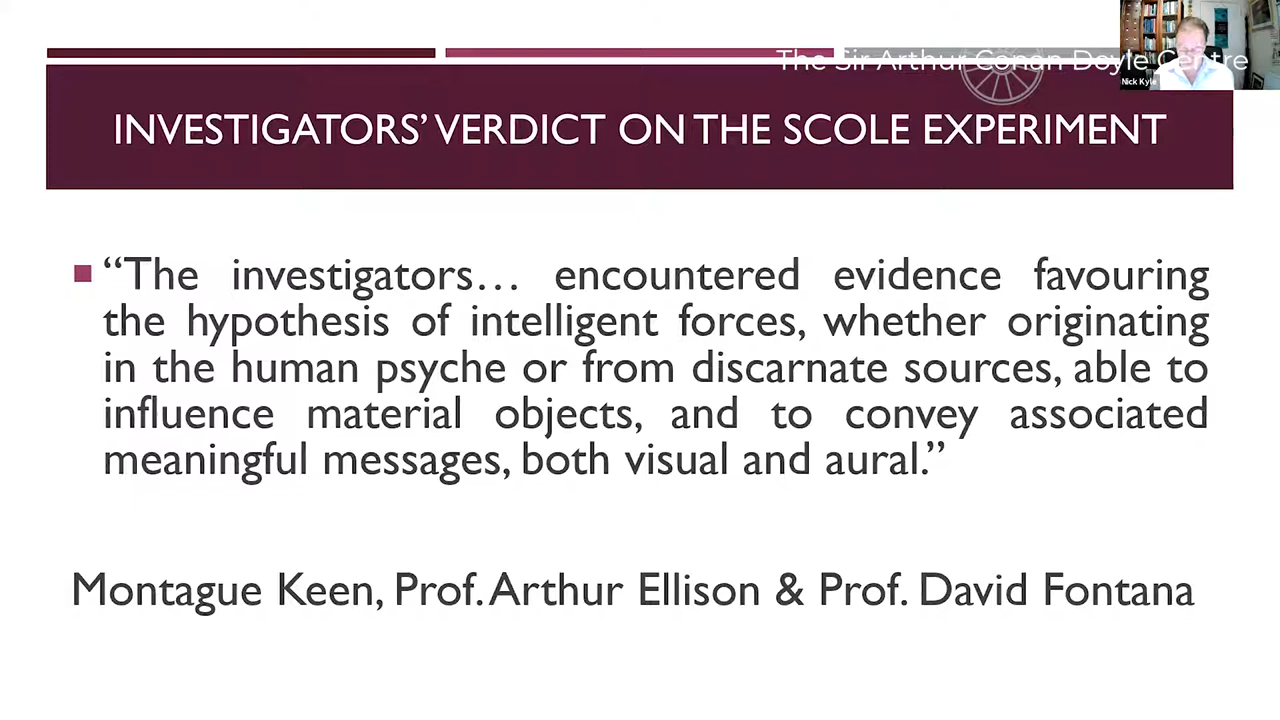 The Sir Arthur Conan Doyle Centre
Nick Kyle
INVESTIGATORS’ VERDICT ON THE SCOLE EXPERIMENT
“The investigators… encountered evidence favouring
the hypothesis of intelligent forces, whether originating
in the human psyche or from discarnate sources, able to
influence material objects, and to convey associated
meaningful messages, both visual and aural.”
Montague Keen, Prof. Arthur Ellison & Prof. David Fontana